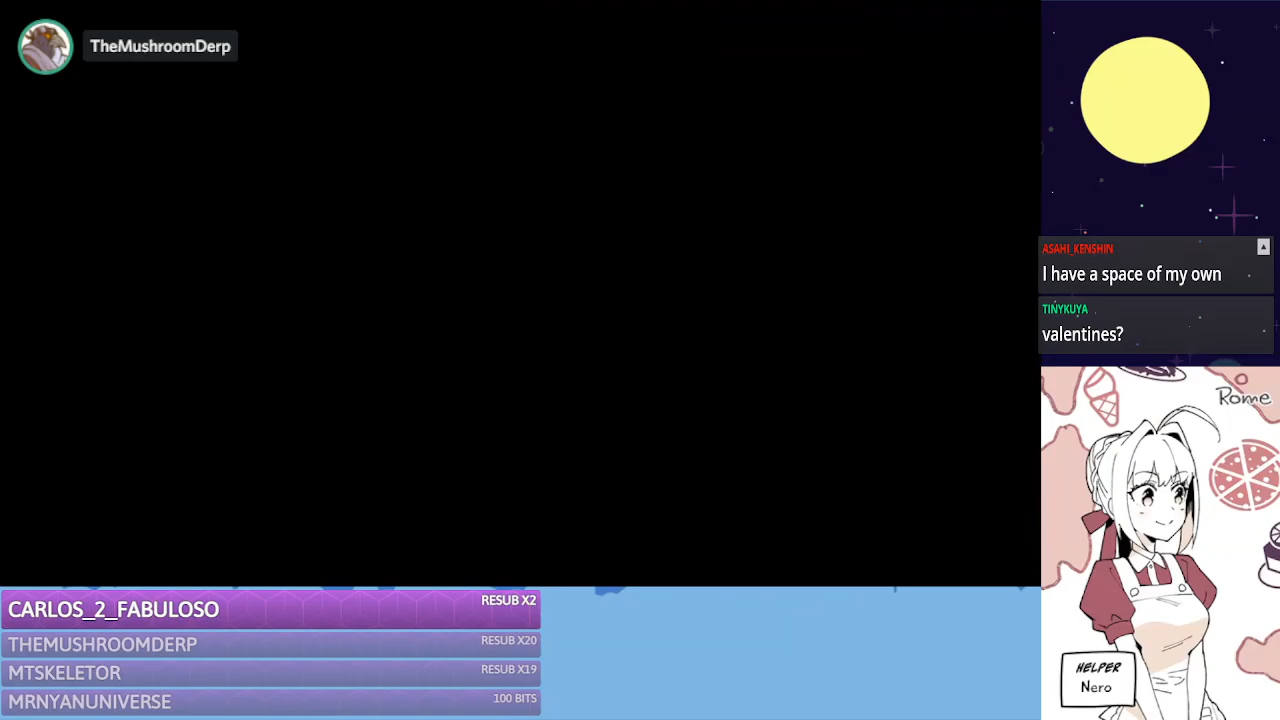 TheMushroomDerp
ASAHI_KENSHIN
I have a space of my own
TINYKUYA
valentines?
Rome
HELPER
Nero
CARLOS_2_FABULOSO RESUB X2
THEMUSHROOMDERP RESUB X20
MTSKELETOR RESUB X19
MRNYANUNIVERSE 100 BITS